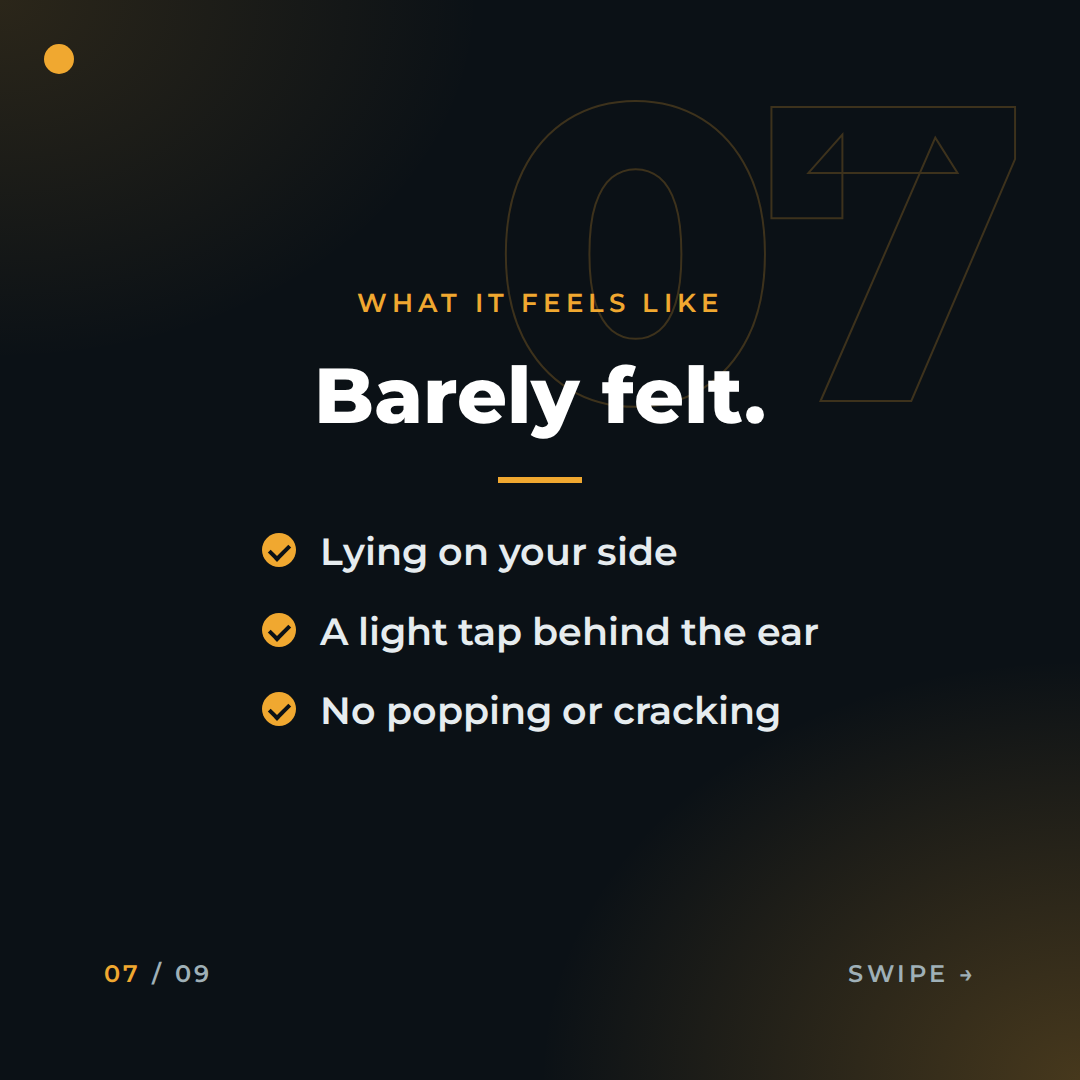 07
WHAT IT FEELS LIKE
Barely felt.
Lying on your side
A light tap behind the ear
No popping or cracking
07 / 09
SWIPE →